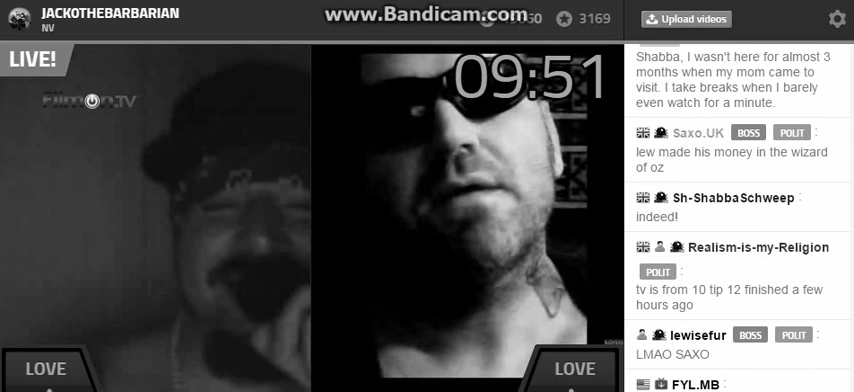 JACKOTHEBARBARIAN
NV
www.Bandicam.com
3169
Upload videos
LIVE!
FilmOn.TV
09:51
Shabba, I wasn't here for almost 3
months when my mom came to
visit. I take breaks when I barely
even watch for a minute.
Saxo.UK BOSS POLIT :
lew made his money in the wizard
of oz
Sh-ShabbaSchweep :
indeed!
Realism-is-my-Religion
POLIT :
tv is from 10 tip 12 finished a few
hours ago
lewisefur BOSS POLIT :
LMAO SAXO
FYL.MB :
LOVE
LOVE